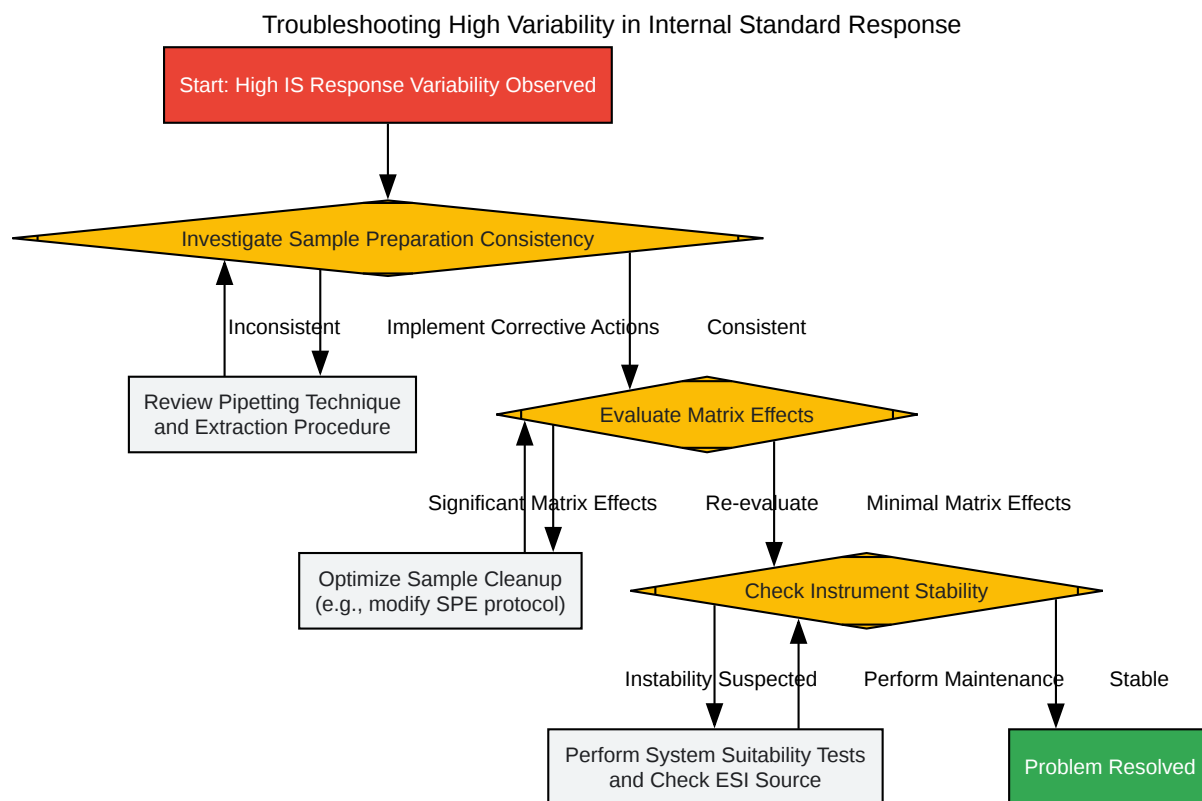 Troubleshooting High Variability in Internal Standard Response
Start: High IS Response Variability Observed
Investigate Sample Preparation Consistency
Inconsistent
Implement Corrective Actions
Consistent
Review Pipetting Technique
and Extraction Procedure
Evaluate Matrix Effects
Significant Matrix Effects
Re-evaluate
Minimal Matrix Effects
Optimize Sample Cleanup
(e.g., modify SPE protocol)
Check Instrument Stability
Instability Suspected
Perform Maintenance
Stable
Perform System Suitability Tests
and Check ESI Source
Problem Resolved